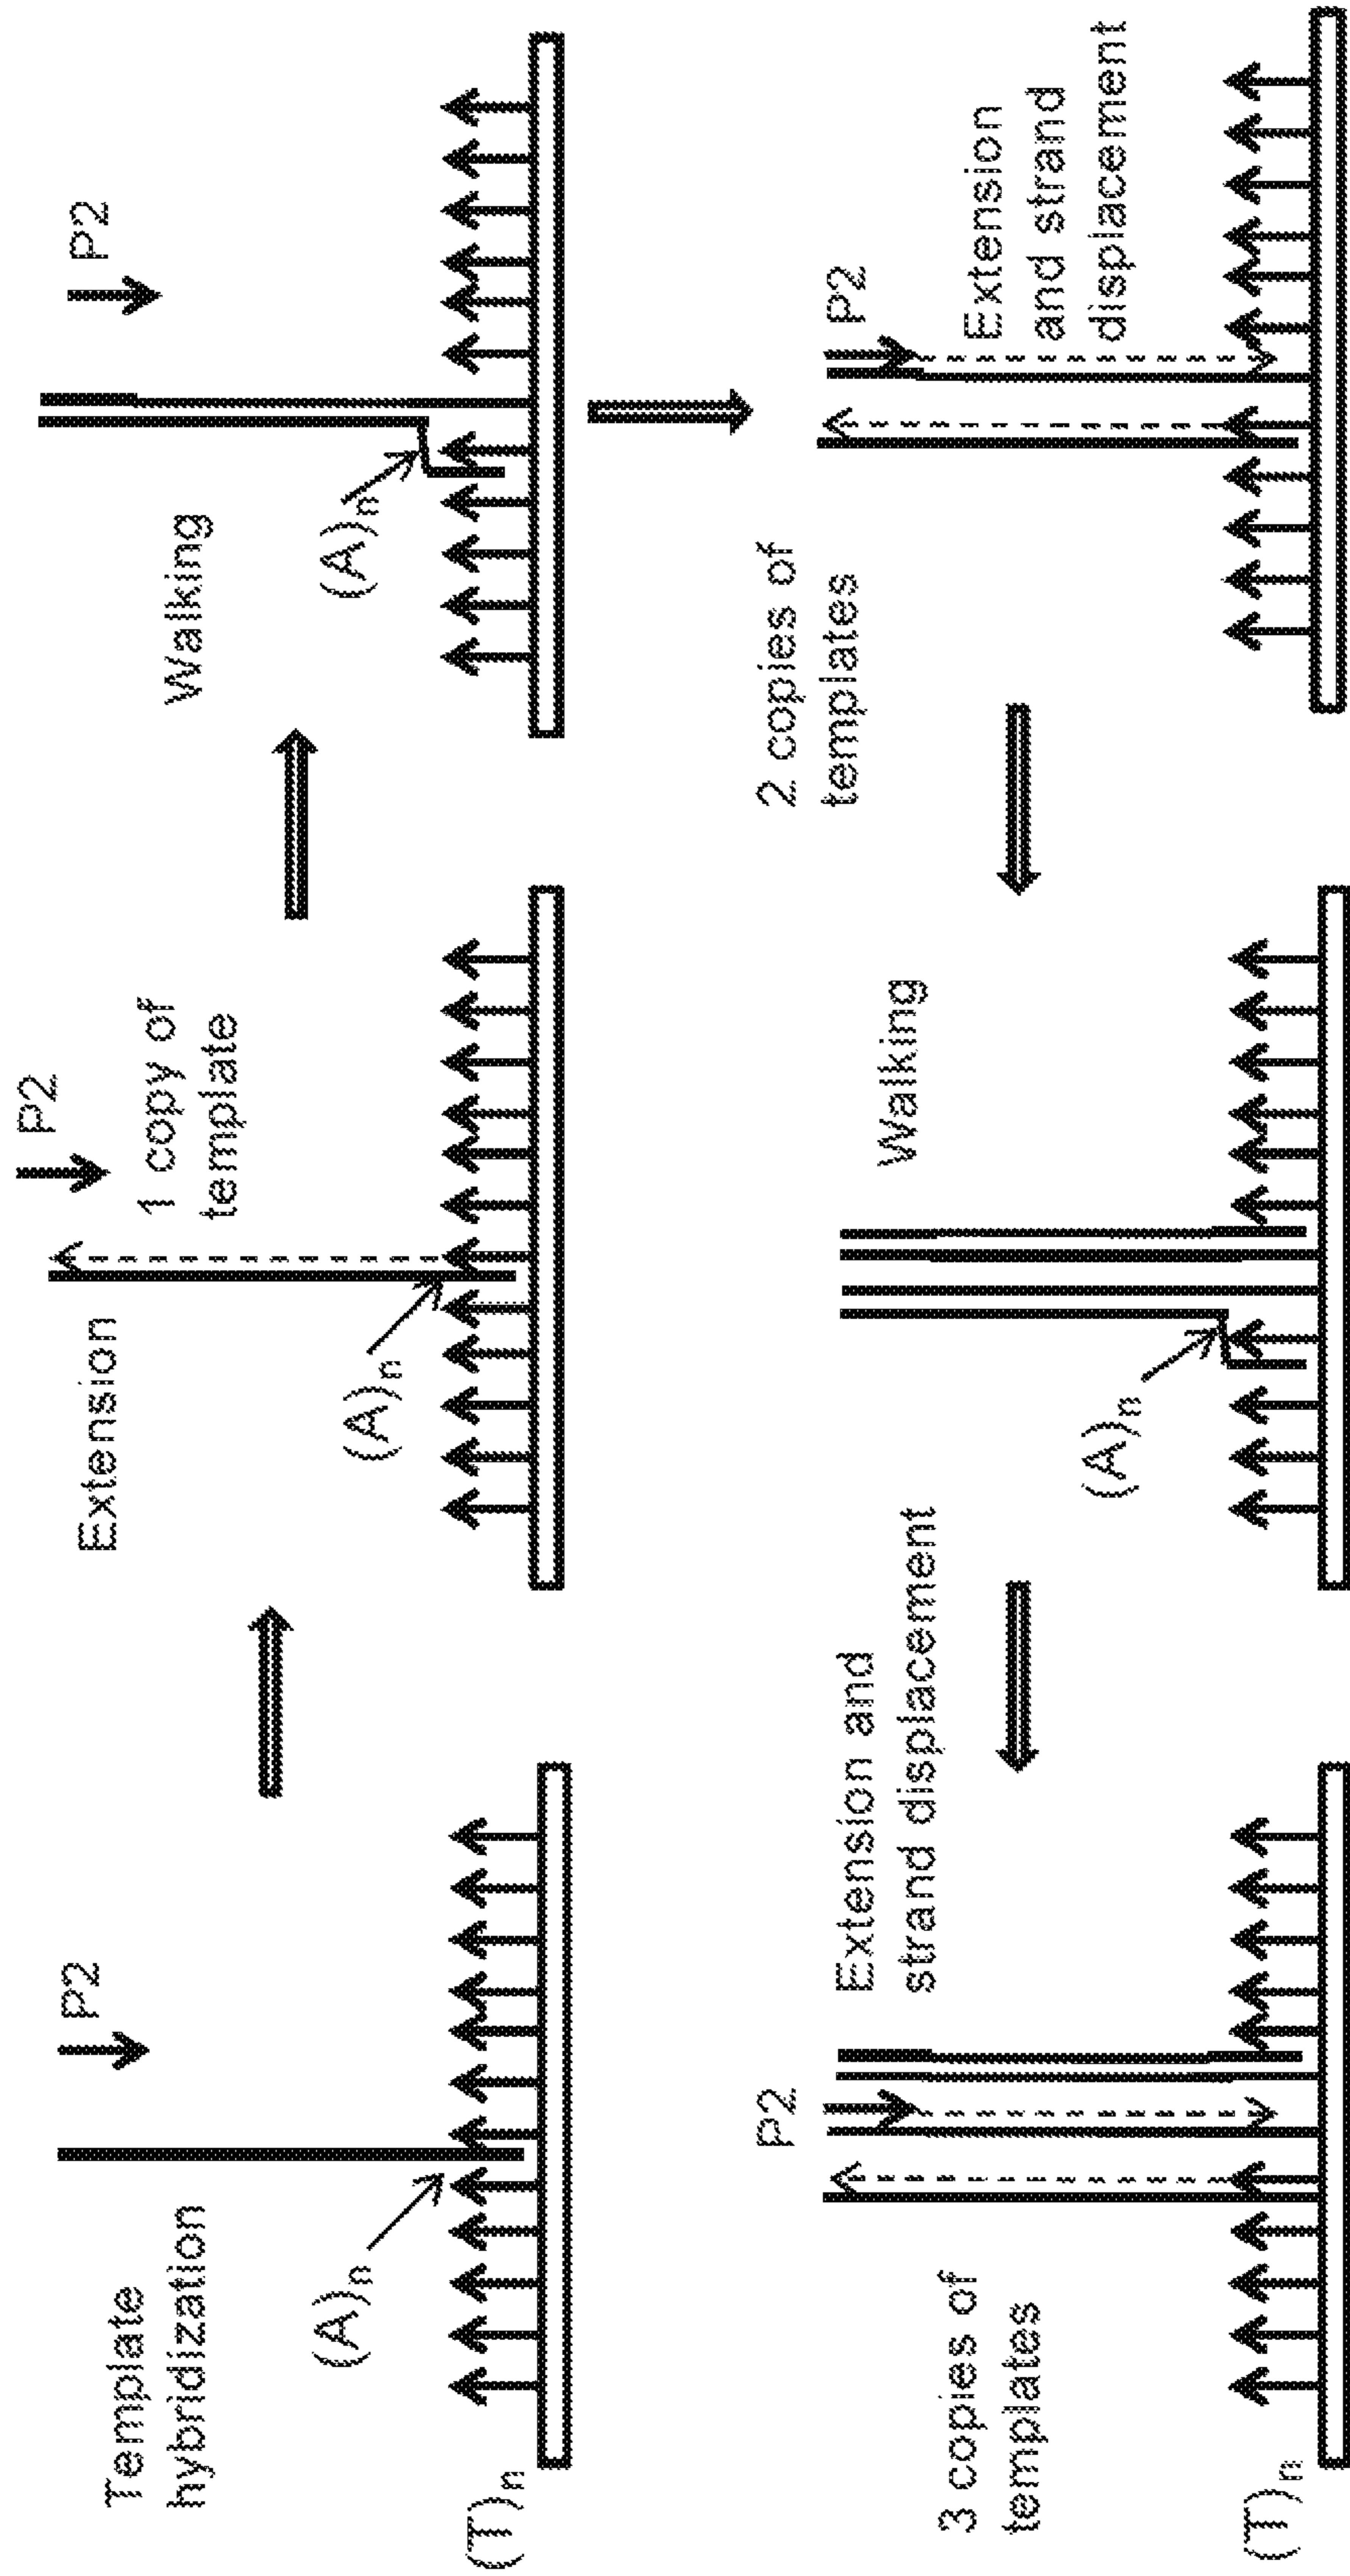 Template
hybridization
P2
(A)n
(T)n
Extension
P2
1 copy of
template
(A)n
Walking
P2
(A)n
2 copies of
templates
P2
Extension
and strand
displacement
Walking
(A)n
Extension and
strand displacement
P2
3 copies of
templates
(T)n